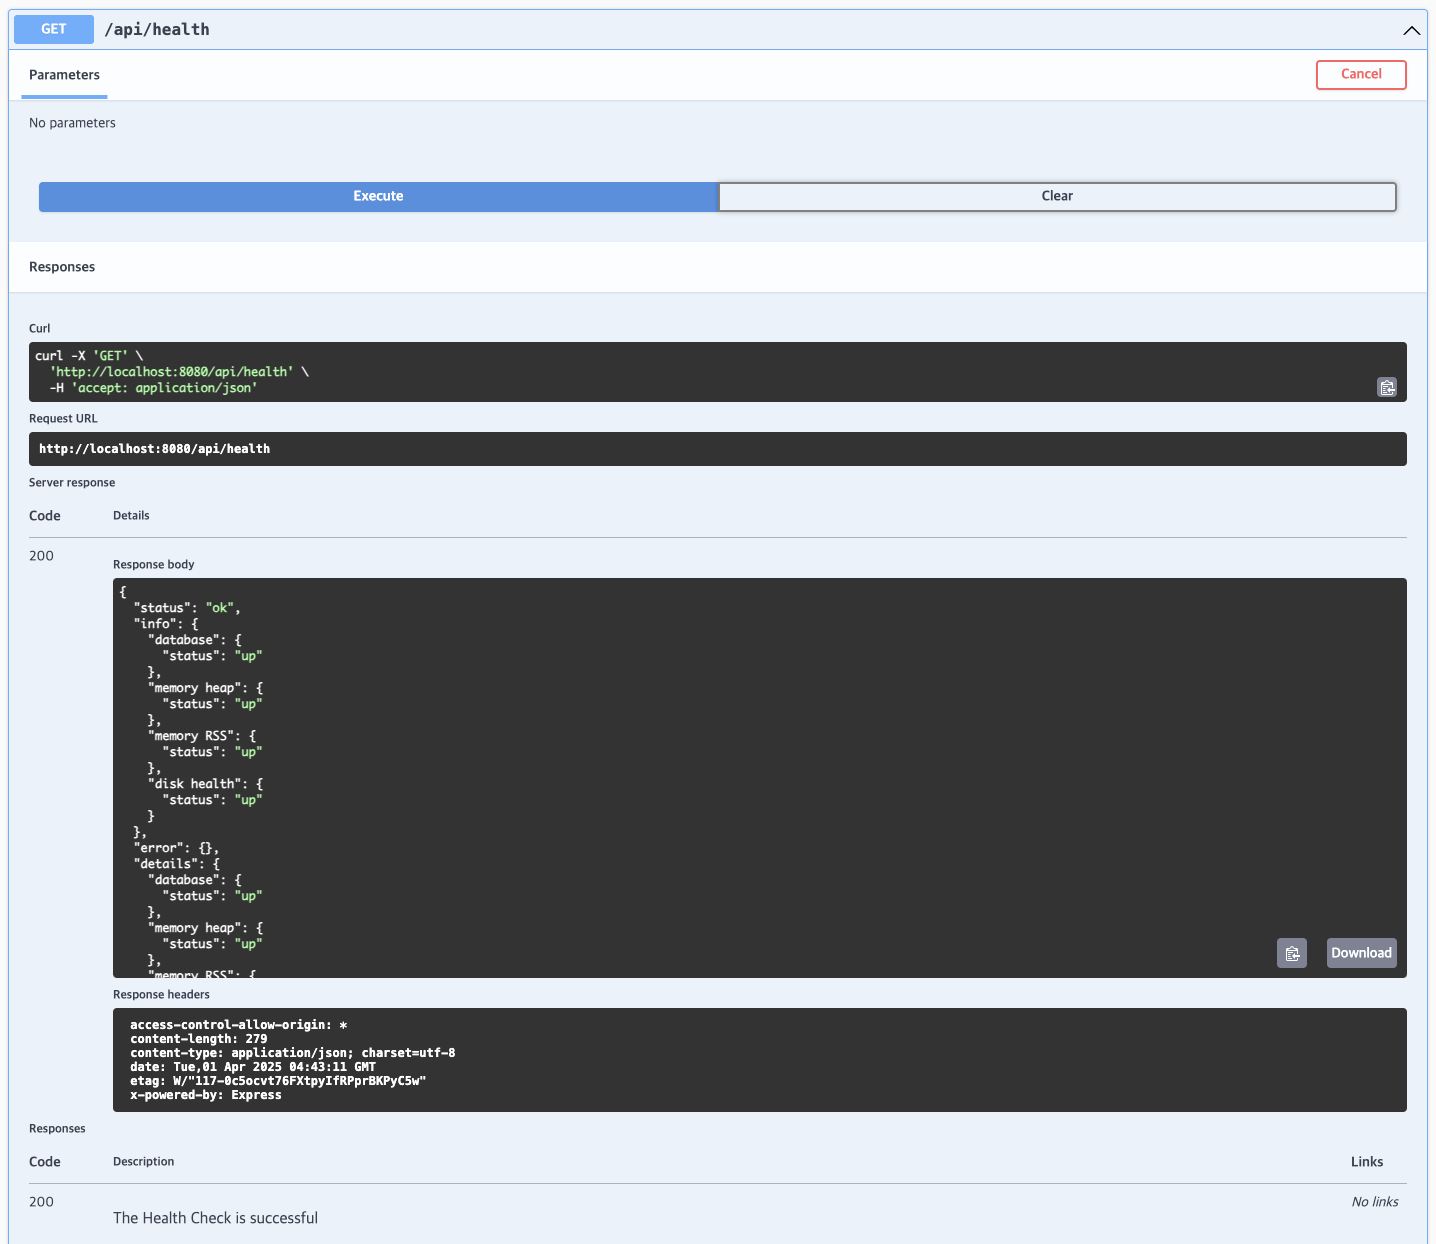 GET /api/health
Parameters
Cancel
No parameters
Execute
Clear
Responses
Curl
curl -X 'GET' \
  'http://localhost:8080/api/health' \
  -H 'accept: application/json'
Request URL
http://localhost:8080/api/health
Server response
Code Details
200
Response body
{
  "status": "ok",
  "info": {
    "database": {
      "status": "up"
    },
    "memory heap": {
      "status": "up"
    },
    "memory RSS": {
      "status": "up"
    },
    "disk health": {
      "status": "up"
    }
  },
  "error": {},
  "details": {
    "database": {
      "status": "up"
    },
    "memory heap": {
      "status": "up"
    },
    "memory RSS": {
Download
Response headers
access-control-allow-origin: *
content-length: 279
content-type: application/json; charset=utf-8
date: Tue,01 Apr 2025 04:43:11 GMT
etag: W/"117-0c5ocvt76FXtpyIfRPprBKPyC5w"
x-powered-by: Express
Responses
Code Description Links
200 No links
The Health Check is successful